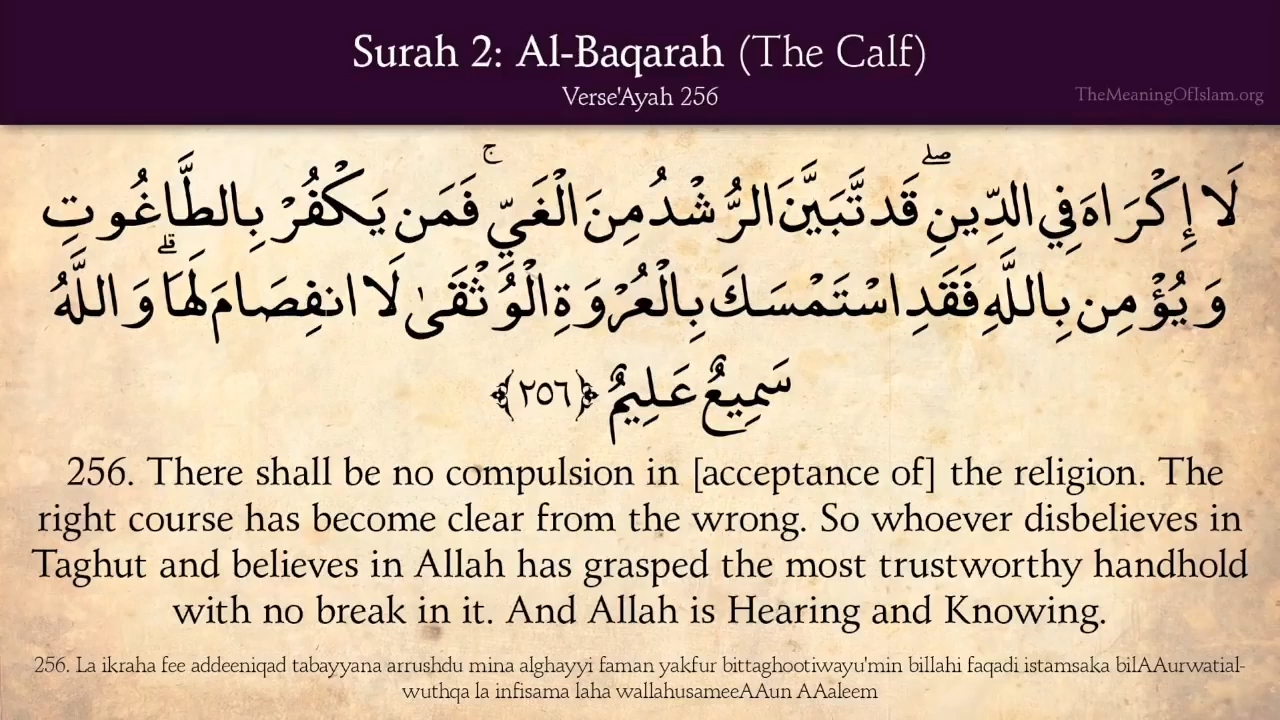 Surah 2: Al-Baqarah (The Calf)
Verse'Ayah 256
TheMeaningOfIslam.org
لَا إِكْرَاهَ فِي الدِّينِ ۖ قَد تَّبَيَّنَ الرُّشْدُ مِنَ الْغَيِّ ۚ فَمَن يَكْفُرْ بِالطَّاغُوتِ
وَيُؤْمِن بِاللَّهِ فَقَدِ اسْتَمْسَكَ بِالْعُرْوَةِ الْوُثْقَىٰ لَا انفِصَامَ لَهَا ۗ وَاللَّهُ
سَمِيعٌ عَلِيمٌ ﴿٢٥٦﴾
256. There shall be no compulsion in [acceptance of] the religion. The
right course has become clear from the wrong. So whoever disbelieves in
Taghut and believes in Allah has grasped the most trustworthy handhold
with no break in it. And Allah is Hearing and Knowing.
256. La ikraha fee addeeniqad tabayyana arrushdu mina alghayyi faman yakfur bittaghootiwayu'min billahi faqadi istamsaka bilAAurwatial-
wuthqa la infisama laha wallahusameeAAun AAaleem